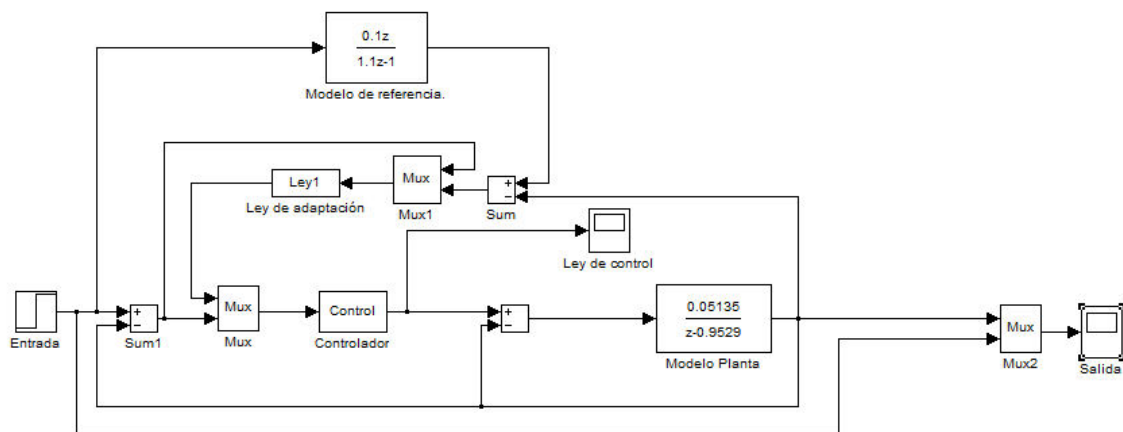 0.1z
1.1z-1
Modelo de referencia.
Ley1
Ley de adaptación
Mux
Mux1
+
−
Sum
Ley de control
Entrada
+
−
Sum1
Mux
Mux
Control
Controlador
+
−
0.05135
z-0.9529
Modelo Planta
Mux
Mux2
Salida